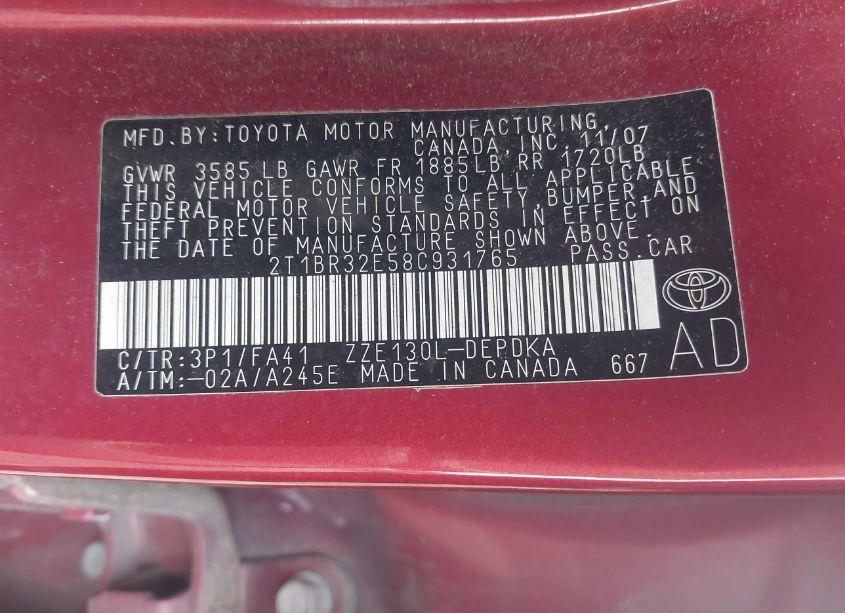 MFD.BY:TOYOTA MOTOR MANUFACTURING,
CANADA INC. 11/07
GVWR 3585 LB GAWR FR 1885LB RR 1720LB
THIS VEHICLE CONFORMS TO ALL APPLICABLE
FEDERAL MOTOR VEHICLE SAFETY,BUMPER AND
THEFT PREVENTION STANDARDS IN EFFECT ON
THE DATE OF MANUFACTURE SHOWN ABOVE.
2T1BR32E58C931765 PASS.CAR
C/TR:3P1/FA41 ZZE130L-DEPDKA
A/TM:-02A/A245E MADE IN CANADA 667
AD